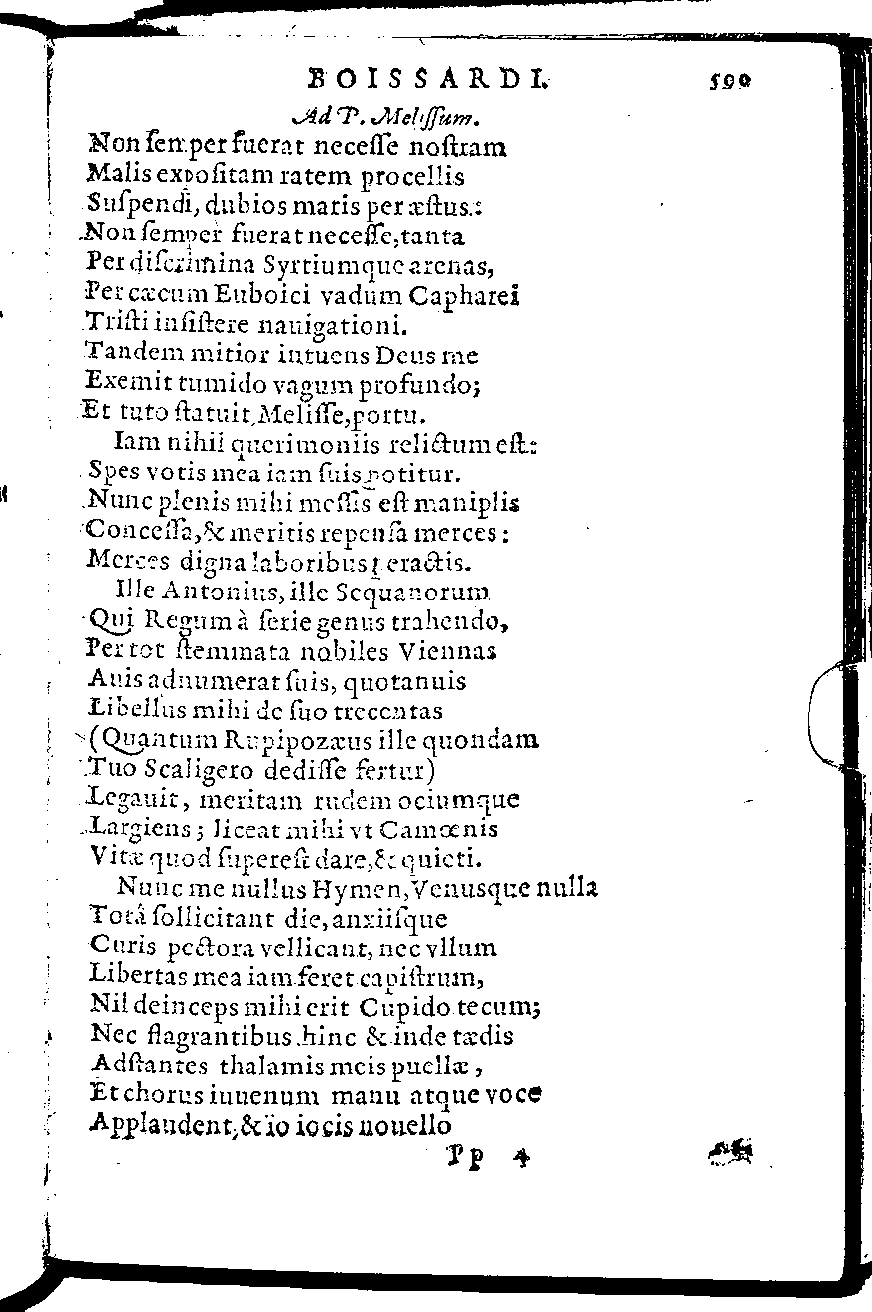 BOISSARDI. 599
Ad P. Melissum.
Non ſemper fuerat neceſſe noſtram
Malis expoſitam ratem procellis
Suſpendi, dubios maris per æſtus.:
Non ſemper fuerat neceſſe, tanta
Per diſcrimina Syrtiumque arenas,
Per cæcum Euboici vadum Capharei
Triſti inſiſtere nauigationi.
Tandem mitior intuens Deus me
Exemit tumido vagum profundo;
Et tuto ſtatuit, Meliſſe, portu.
Iam nihil querimoniis relictum eſt:
Spes votis mea iam ſuis potitur.
Nunc plenis mihi meſſis eſt maniplis
Conceſſa, & meritis repenſa merces:
Merces digna laboribus peractis.
Ille Antonius, ille Sequanorum
Qui Regum à ſerie genus trahendo,
Per tot ſtemmata nobiles Viennas
Auis adnumerat ſuis, quotannis
Libellus mihi de ſuo trecentas
(Quantum Rupipozæus ille quondam
Tuo Scaligero dediſſe fertur)
Legauit, meritam rudem ociumque
Largiens; liceat mihi vt Camœnis
Vitæ quod ſupereſt dare, & quieti.
Nunc me nullus Hymen, Venusque nulla
Totâ ſollicitant die, anxiiſque
Curis pectora vellicant, nec vllum
Libertas mea iam feret capiſtrum,
Nil deinceps mihi erit Cupido tecum;
Nec flagrantibus hinc & inde tædis
Adſtantes thalamis meis puellæ,
Et chorus iuuenum manu atque voce
Applaudent, & ïo iocis nouello
Pp 4